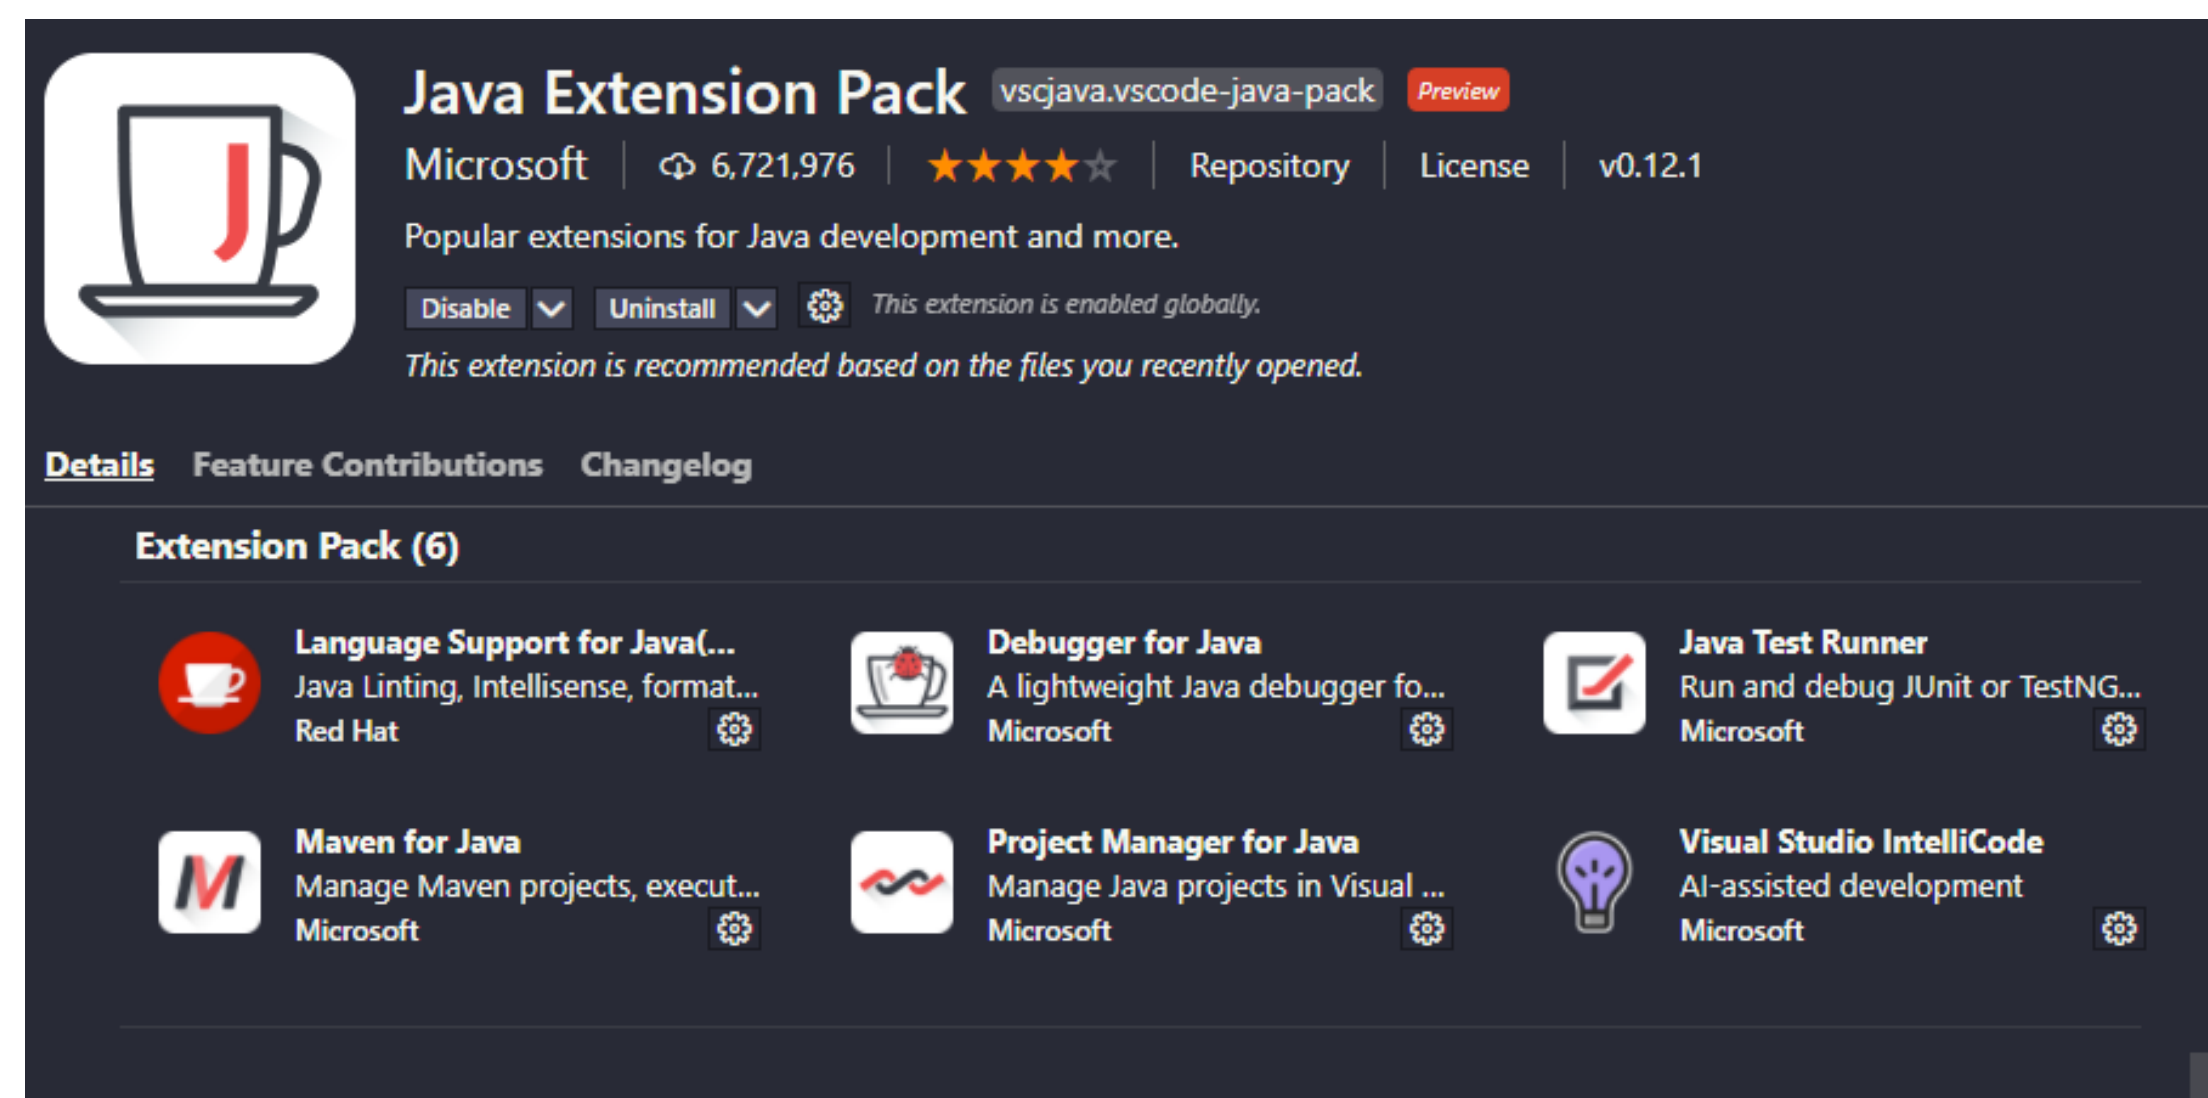 Java Extension Pack vscjava.vscode-java-pack Preview
Microsoft 6,721,976 Repository License v0.12.1
Popular extensions for Java development and more.
Disable Uninstall This extension is enabled globally.
This extension is recommended based on the files you recently opened.
Details Feature Contributions Changelog
Extension Pack (6)
Language Support for Java(...
Java Linting, Intellisense, format...
Red Hat
Debugger for Java
A lightweight Java debugger fo...
Microsoft
Java Test Runner
Run and debug JUnit or TestNG...
Microsoft
Maven for Java
Manage Maven projects, execut...
Microsoft
Project Manager for Java
Manage Java projects in Visual ...
Microsoft
Visual Studio IntelliCode
AI-assisted development
Microsoft